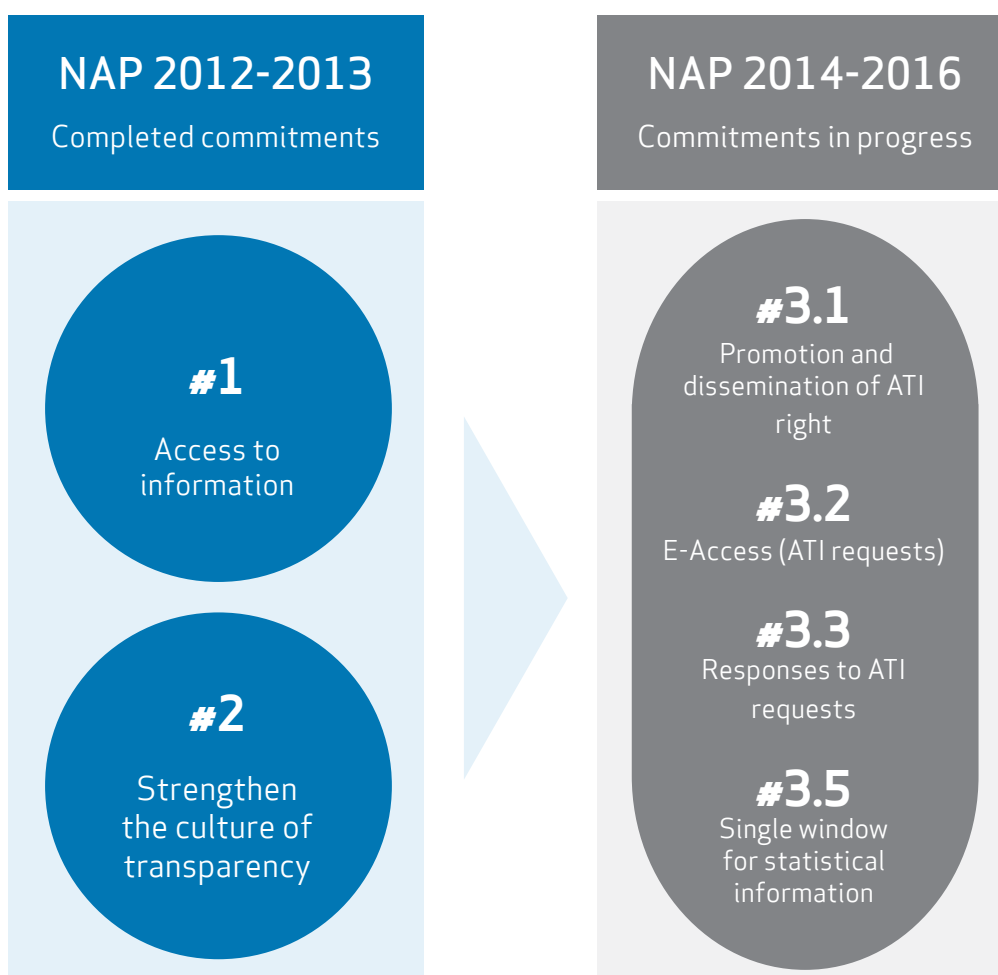 NAP 2012-2013
Completed commitments
#1
Access to
information
#2
Strengthen
the culture of
transparency
NAP 2014-2016
Commitments in progress
#3.1
Promotion and
dissemination of ATI
right
#3.2
E-Access (ATI requests)
#3.3
Responses to ATI
requests
#3.5
Single window
for statistical
information